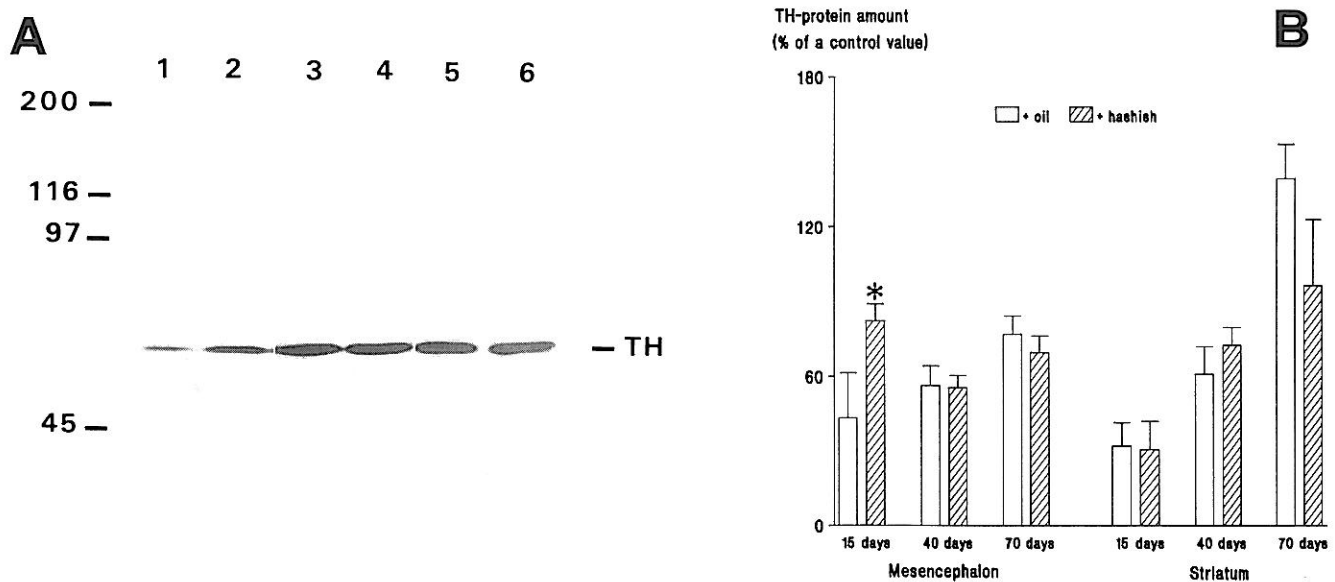 A
1 2 3 4 5 6
200
116
97
TH
45
TH-protein amount
(% of a control value)
B
180
+ oil + hashish
120
*
60
0
15 days 40 days 70 days 15 days 40 days 70 days
Mesencephalon Striatum